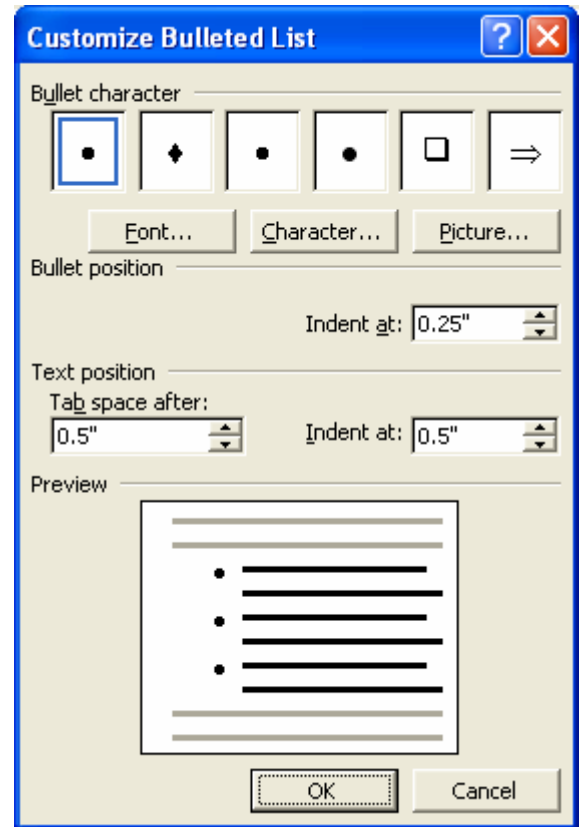 Customize Bulleted List
Bullet character
Font... Character... Picture...
Bullet position
Indent at: 0.25"
Text position
Tab space after:
0.5" Indent at: 0.5"
Preview
OK Cancel